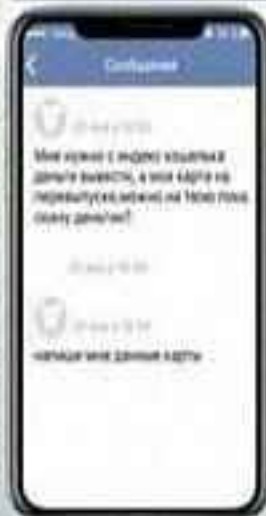 Сообщения
Мне нужно с яндекс кошелька
деньги вывести, а моя карта на
перевыпуске, можно на твою пока
скину деньги?
напиши мне данные карты